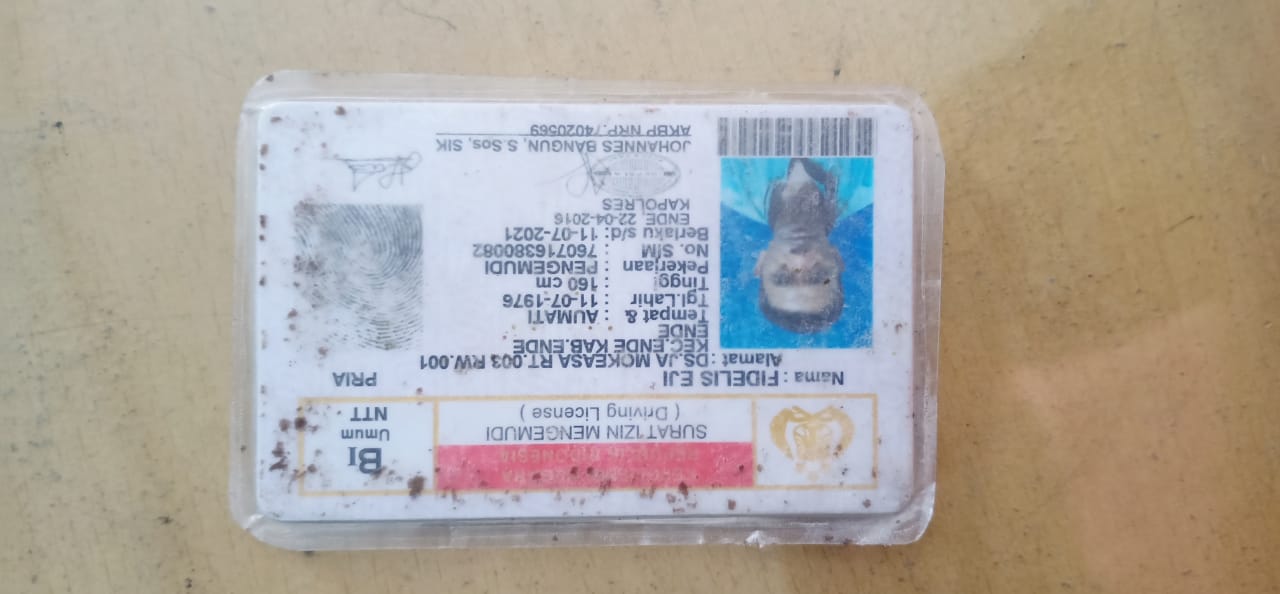 REPUBLIK INDONESIA
SURAT IZIN MENGEMUDI
( Driving License )
BI
Umum
NTT
Nama : FIDELIS EJI
PRIA
Alamat : DS.JA MOKEASA RT.003 RW.001
KEC.ENDE KAB.ENDE
ENDE
Tempat & : AUMATI
Tgl.Lahir : 11-07-1976
Tinggi : 160 cm
Pekerjaan : PENGEMUDI
No. SIM : 760716380082
Berlaku s/d : 11-07-2021
ENDE, 22-04-2016
KAPOLRES
JOHANNES BANGUN, S.Sos, SIK
AKBP NRP.74020569